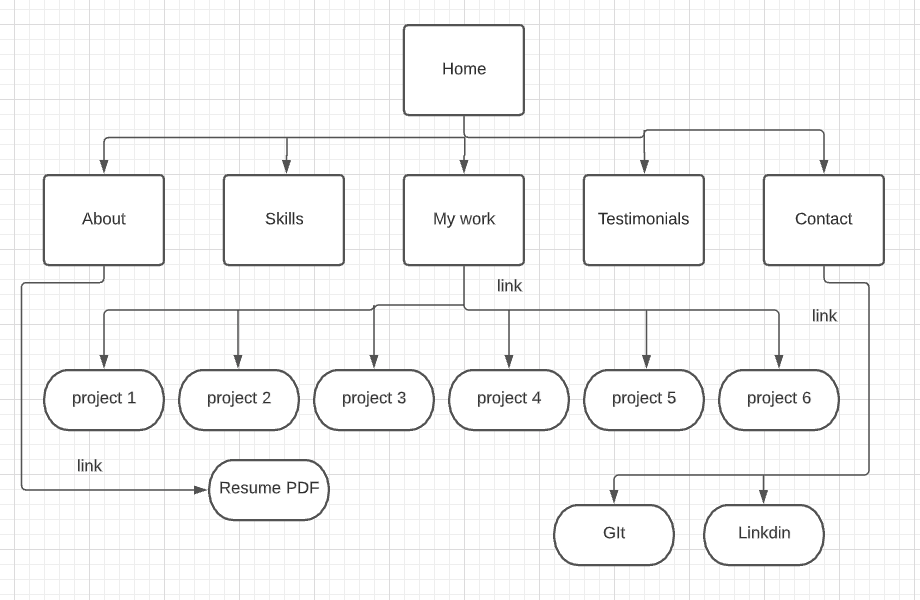 Home
About
Skills
My work
Testimonials
Contact
link
link
project 1
project 2
project 3
project 4
project 5
project 6
link
Resume PDF
GIt
Linkdin